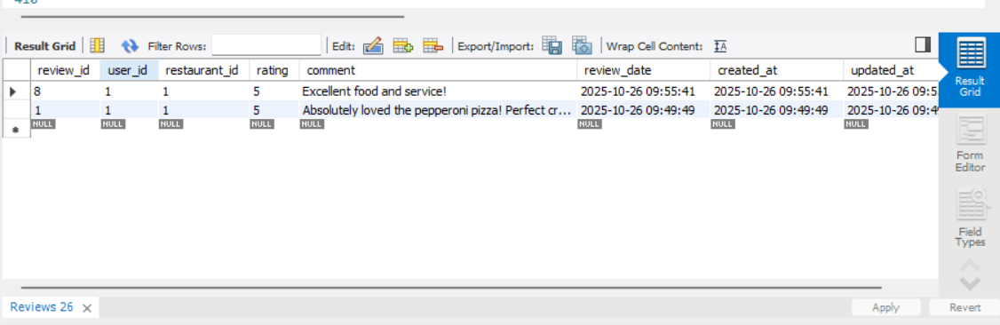 Result Grid Filter Rows: Edit: Export/Import: Wrap Cell Content:
review_id user_id restaurant_id rating comment review_date created_at updated_at
8 1 1 5 Excellent food and service! 2025-10-26 09:55:41 2025-10-26 09:55:41 2025-10-26 09:5
1 1 1 5 Absolutely loved the pepperoni pizza! Perfect cr... 2025-10-26 09:49:49 2025-10-26 09:49:49 2025-10-26 09:4
NULL NULL NULL NULL NULL NULL NULL NULL
Result
Grid
Form
Editor
Field
Types
Reviews 26 Apply Revert